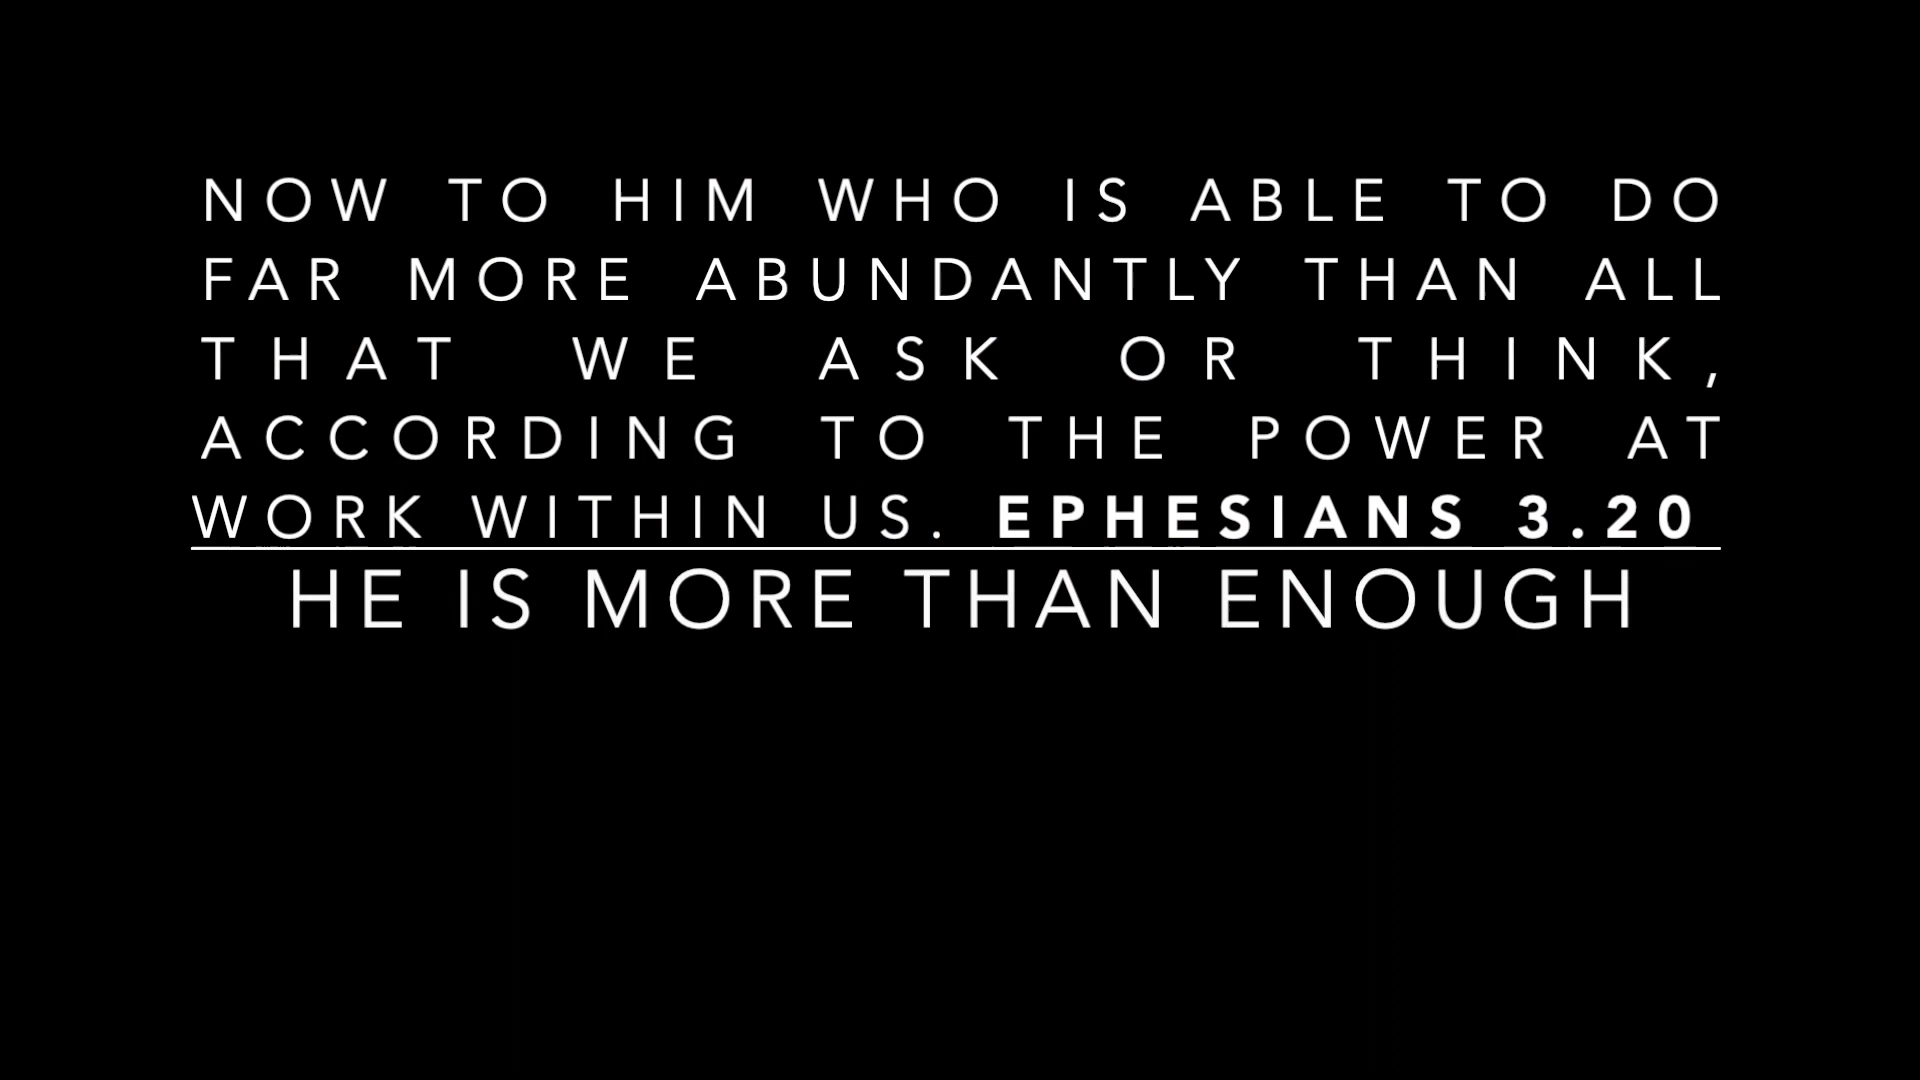 NOW TO HIM WHO IS ABLE TO DO
FAR MORE ABUNDANTLY THAN ALL
THAT WE ASK OR THINK,
ACCORDING TO THE POWER AT
WORK WITHIN US. EPHESIANS 3.20
HE IS MORE THAN ENOUGH